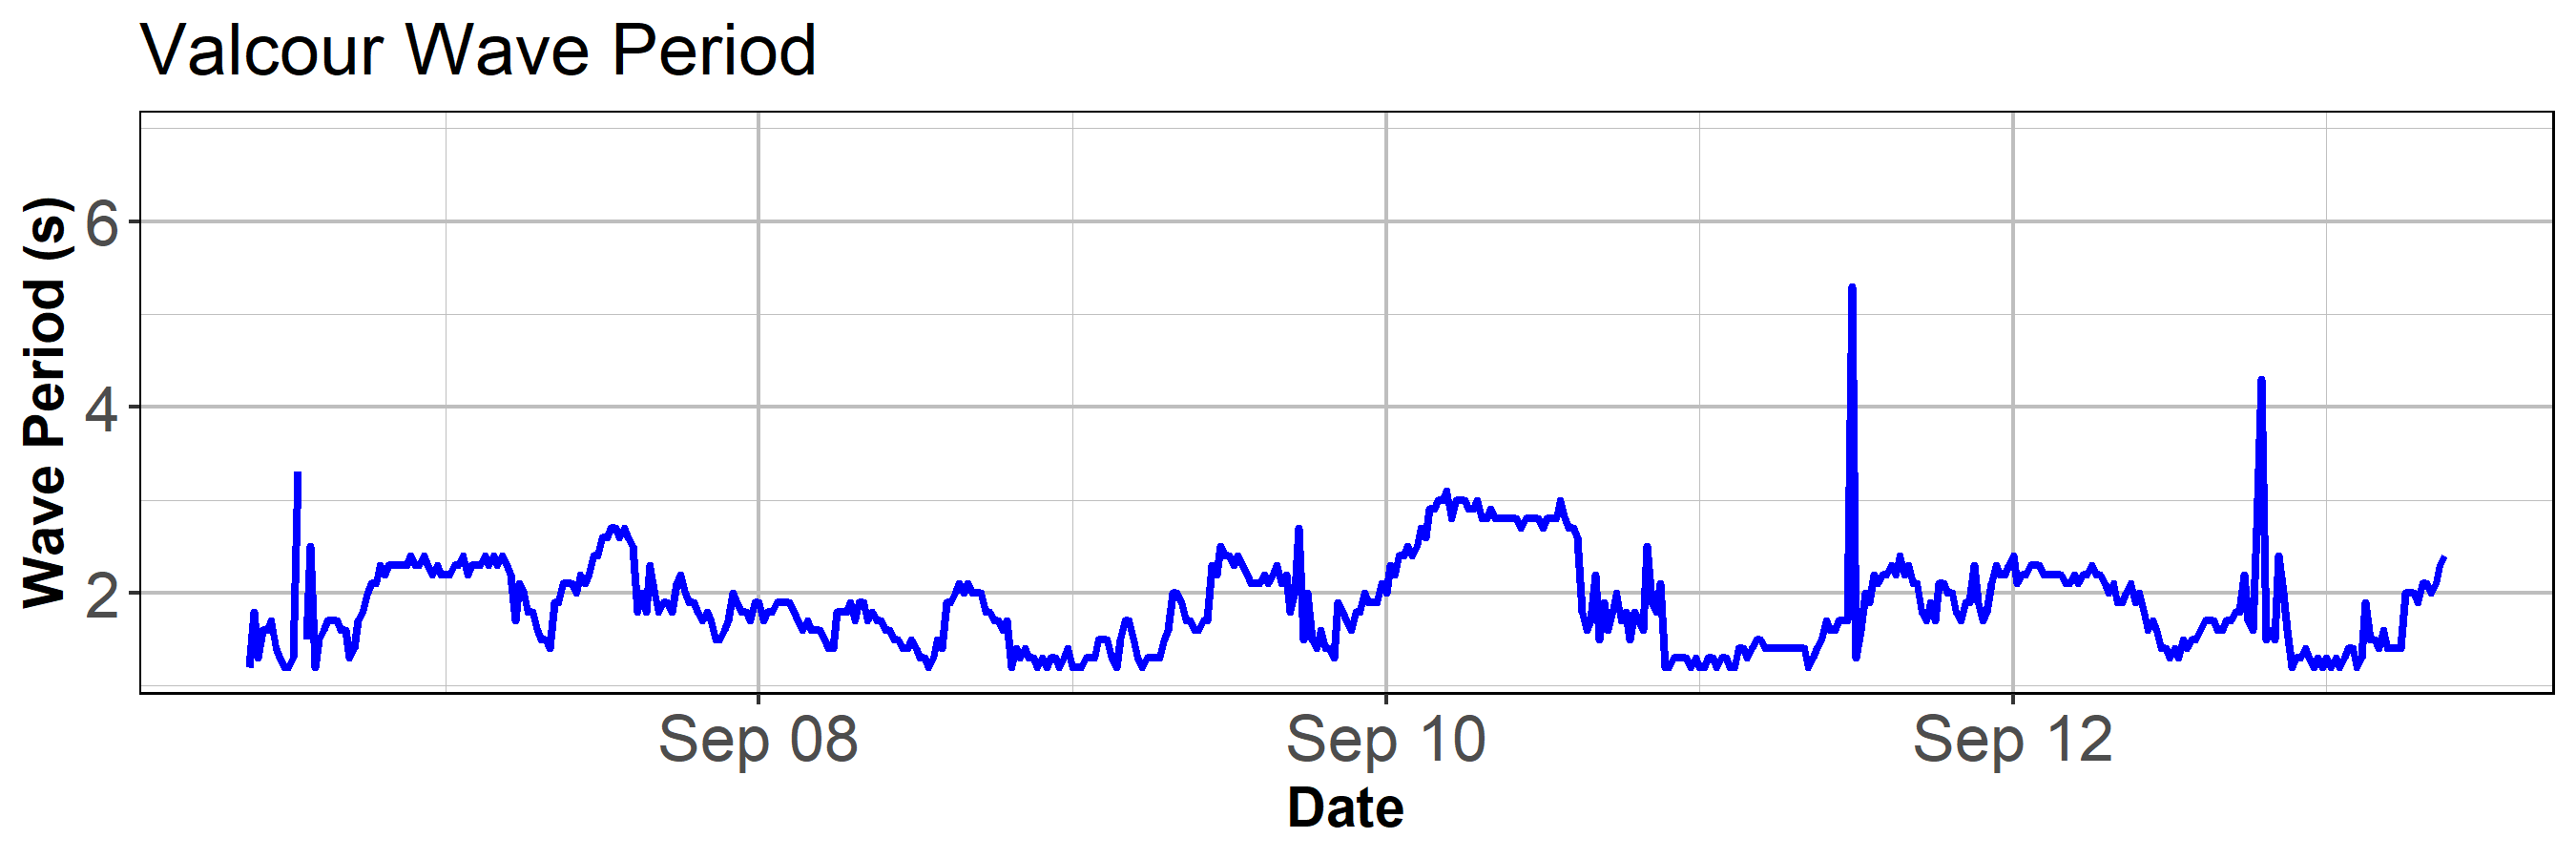 Valcour Wave Period
Wave Period (s)
6
4
2
Sep 08
Sep 10
Sep 12
Date